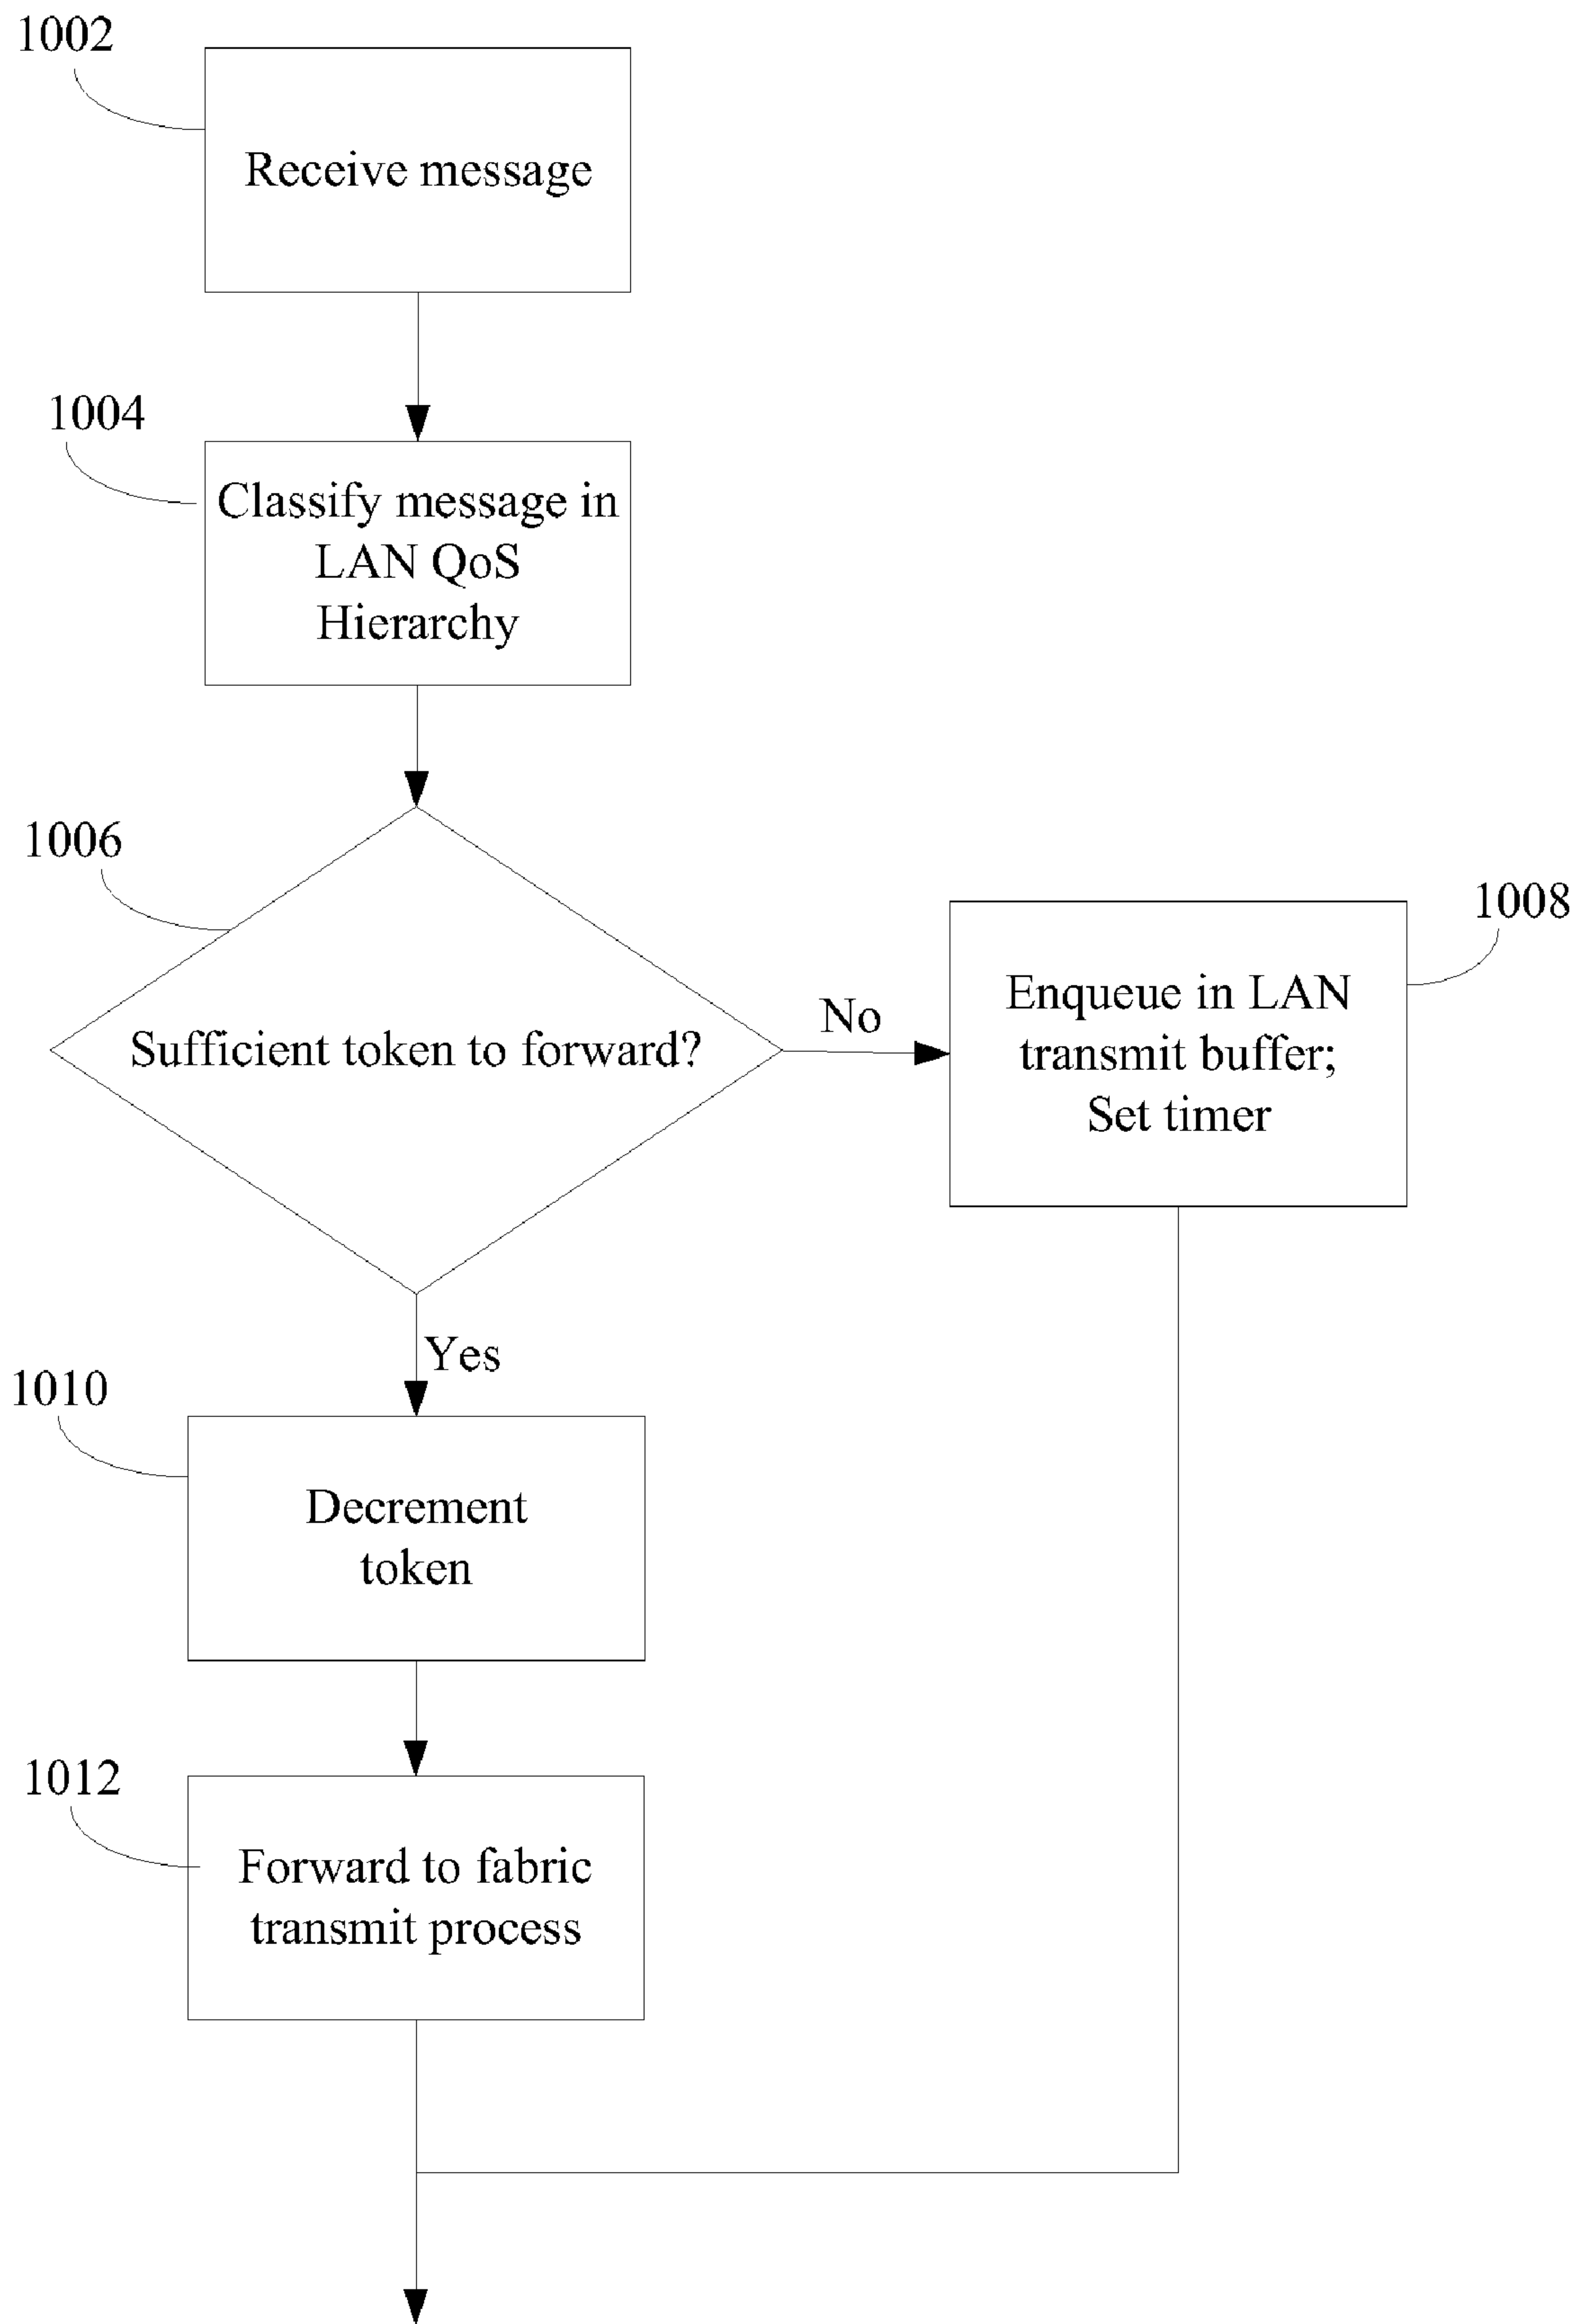 1002
Receive message
1004
Classify message in
LAN QoS
Hierarchy
1006
Sufficient token to forward?
No
1008
Enqueue in LAN
transmit buffer;
Set timer
Yes
1010
Decrement
token
1012
Forward to fabric
transmit process